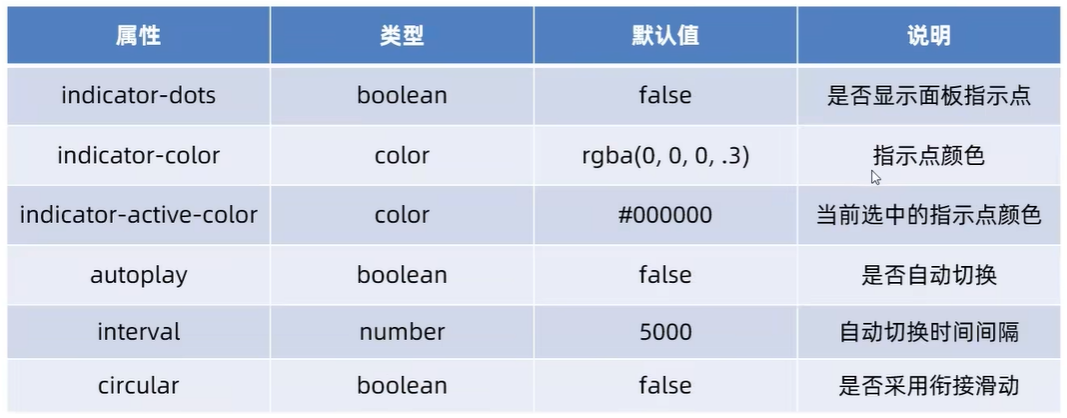 属性 类型 默认值 说明
indicator-dots boolean false 是否显示面板指示点
indicator-color color rgba(0, 0, 0, .3) 指示点颜色
indicator-active-color color #000000 当前选中的指示点颜色
autoplay boolean false 是否自动切换
interval number 5000 自动切换时间间隔
circular boolean false 是否采用衔接滑动